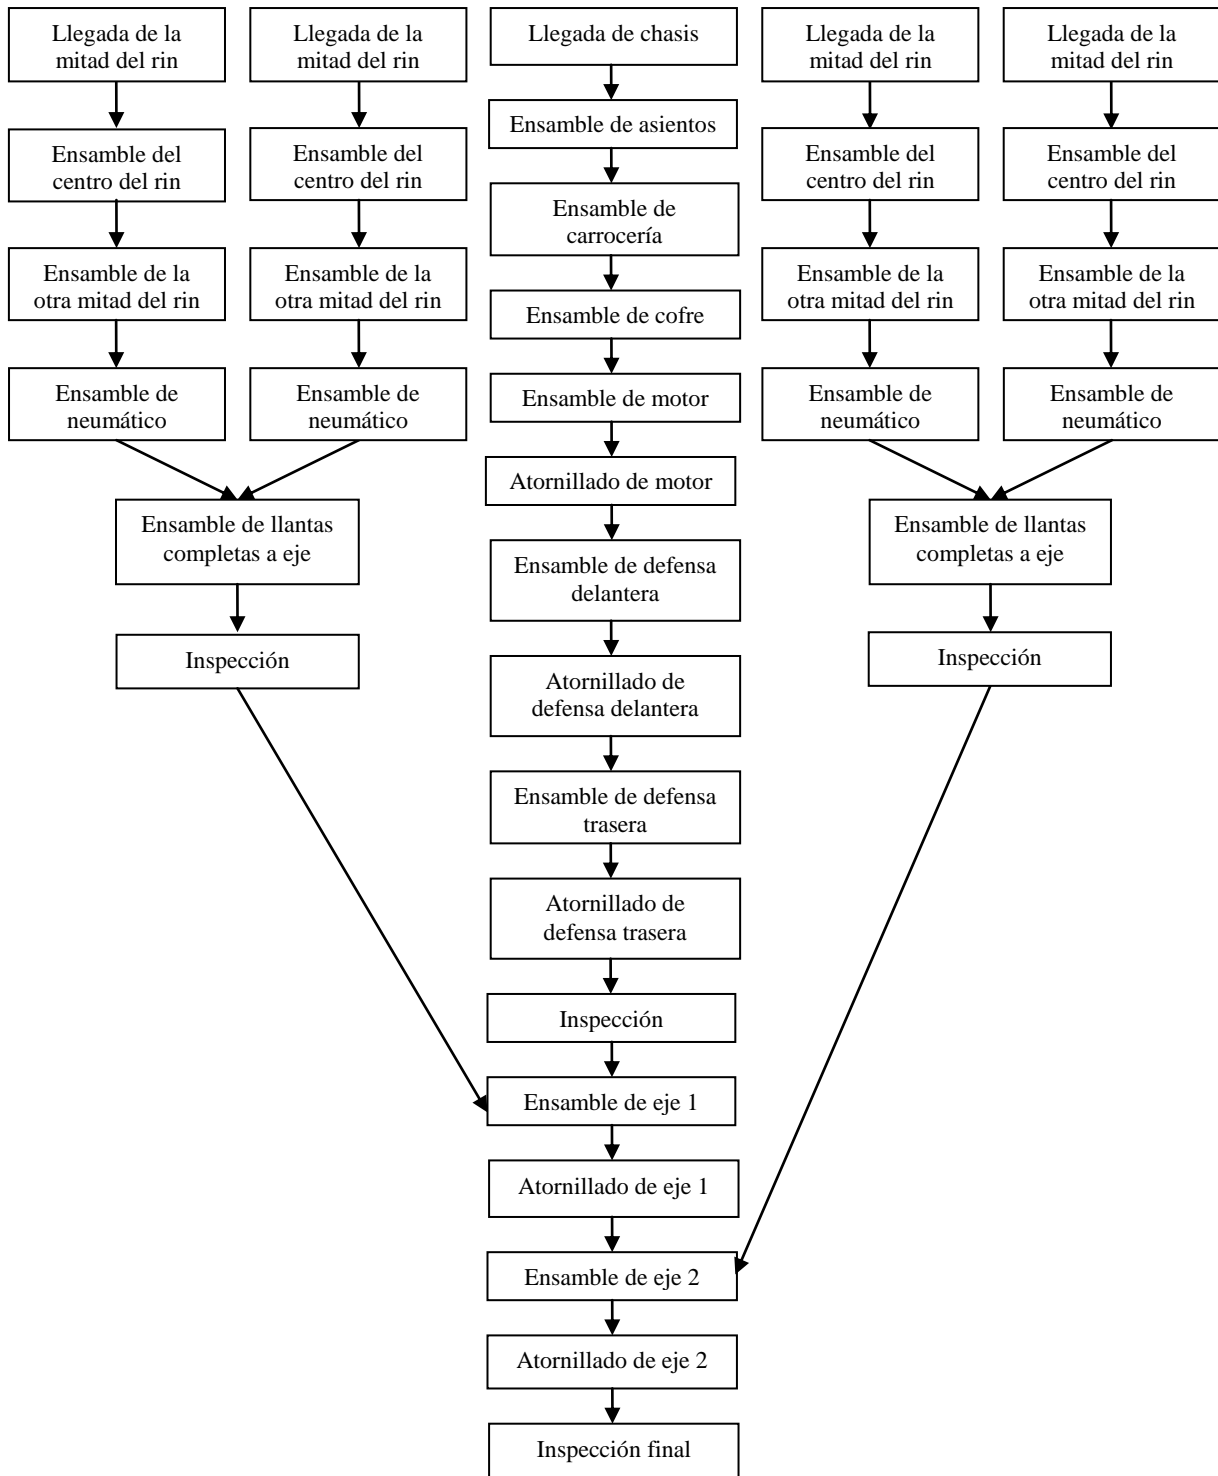 Llegada de la
mitad del rin
Llegada de la
mitad del rin
Llegada de chasis
Llegada de la
mitad del rin
Llegada de la
mitad del rin
Ensamble de asientos
Ensamble del
centro del rin
Ensamble del
centro del rin
Ensamble del
centro del rin
Ensamble del
centro del rin
Ensamble de
carrocería
Ensamble de la
otra mitad del rin
Ensamble de la
otra mitad del rin
Ensamble de cofre
Ensamble de la
otra mitad del rin
Ensamble de la
otra mitad del rin
Ensamble de
neumático
Ensamble de
neumático
Ensamble de motor
Ensamble de
neumático
Ensamble de
neumático
Atornillado de motor
Ensamble de llantas
completas a eje
Ensamble de llantas
completas a eje
Ensamble de defensa
delantera
Inspección
Inspección
Atornillado de
defensa delantera
Ensamble de defensa
trasera
Atornillado de
defensa trasera
Inspección
Ensamble de eje 1
Atornillado de eje 1
Ensamble de eje 2
Atornillado de eje 2
Inspección final